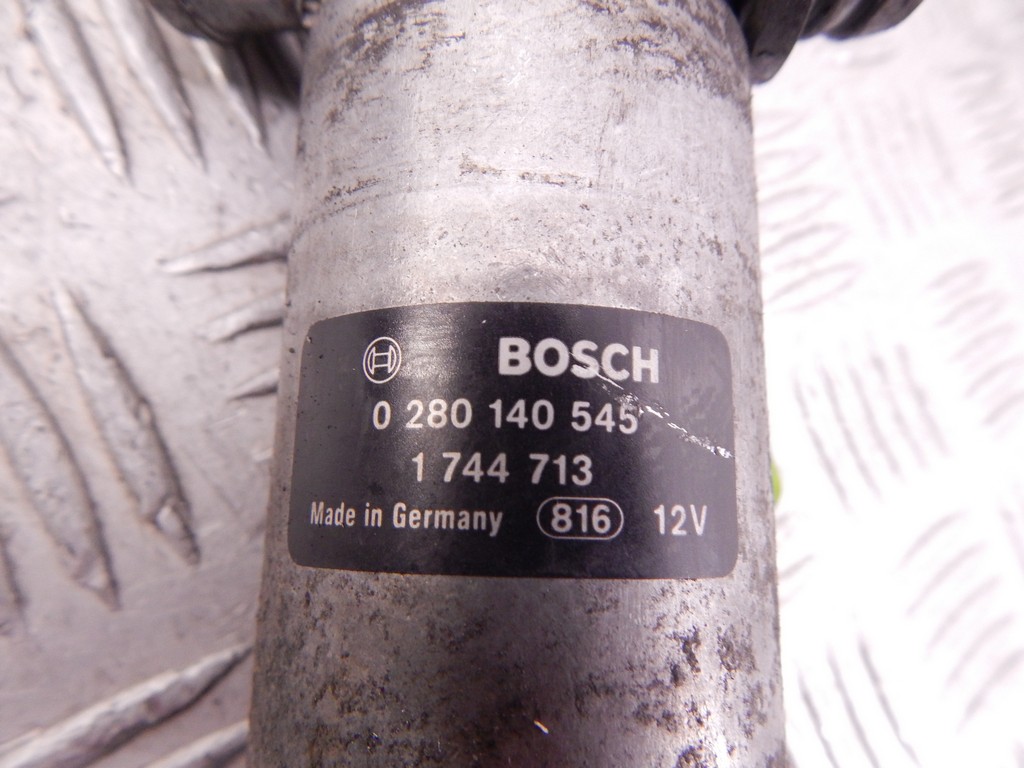 BOSCH
0 280 140 545
1 744 713
Made in Germany 816 12V